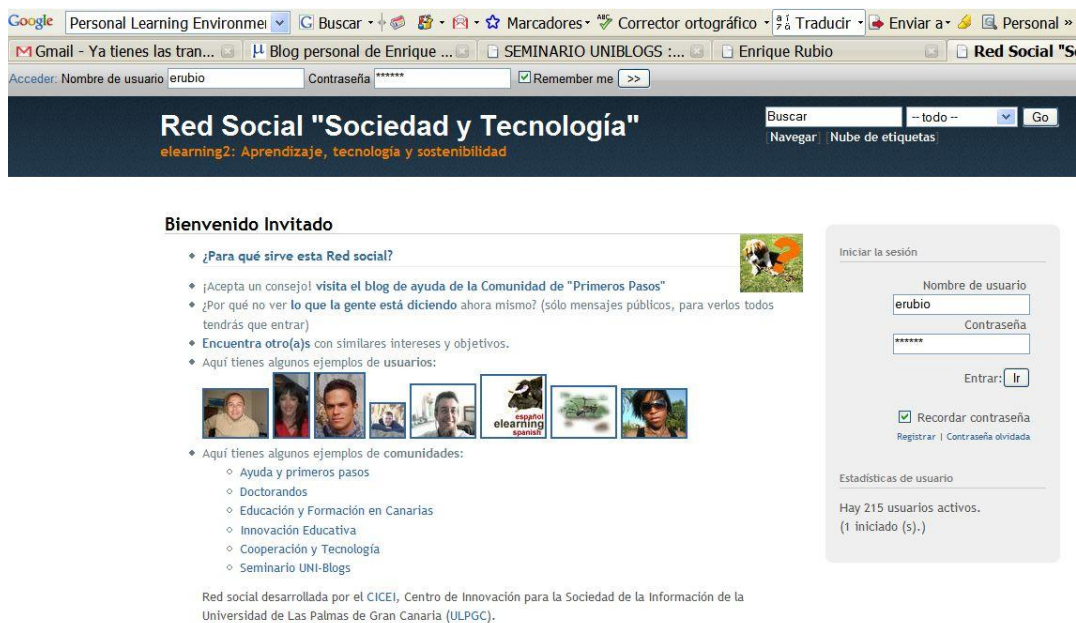 Google Personal Learning Environmer G Buscar Marcadores Corrector ortográfico Traducir Enviar a Personal »
Gmail - Ya tienes las tran... Blog personal de Enrique ... SEMINARIO UNIBLOGS :... Enrique Rubio Red Social "S
Acceder: Nombre de usuario erubio Contraseña ****** Remember me >>
Red Social "Sociedad y Tecnología"
elearning2: Aprendizaje, tecnología y sostenibilidad
Buscar -- todo -- Go
[Navegar] [Nube de etiquetas]
Bienvenido Invitado
¿Para qué sirve esta Red social?
¡Acepta un consejo! visita el blog de ayuda de la Comunidad de "Primeros Pasos"
¿Por qué no ver lo que la gente está diciendo ahora mismo? (sólo mensajes públicos, para verlos todos
tendrás que entrar)
Encuentra otro(a)s con similares intereses y objetivos.
Aquí tienes algunos ejemplos de usuarios:
español
elearning
spanish
Aquí tienes algunos ejemplos de comunidades:
Ayuda y primeros pasos
Doctorandos
Educación y Formación en Canarias
Innovación Educativa
Cooperación y Tecnología
Seminario UNI-Blogs
Red social desarrollada por el CICEI, Centro de Innovación para la Sociedad de la Información de la
Universidad de Las Palmas de Gran Canaria (ULPGC).
Iniciar la sesión
Nombre de usuario
erubio
Contraseña
******
Entrar: Ir
Recordar contraseña
Registrar | Contraseña olvidada
Estadísticas de usuario
Hay 215 usuarios activos.
(1 iniciado (s).)